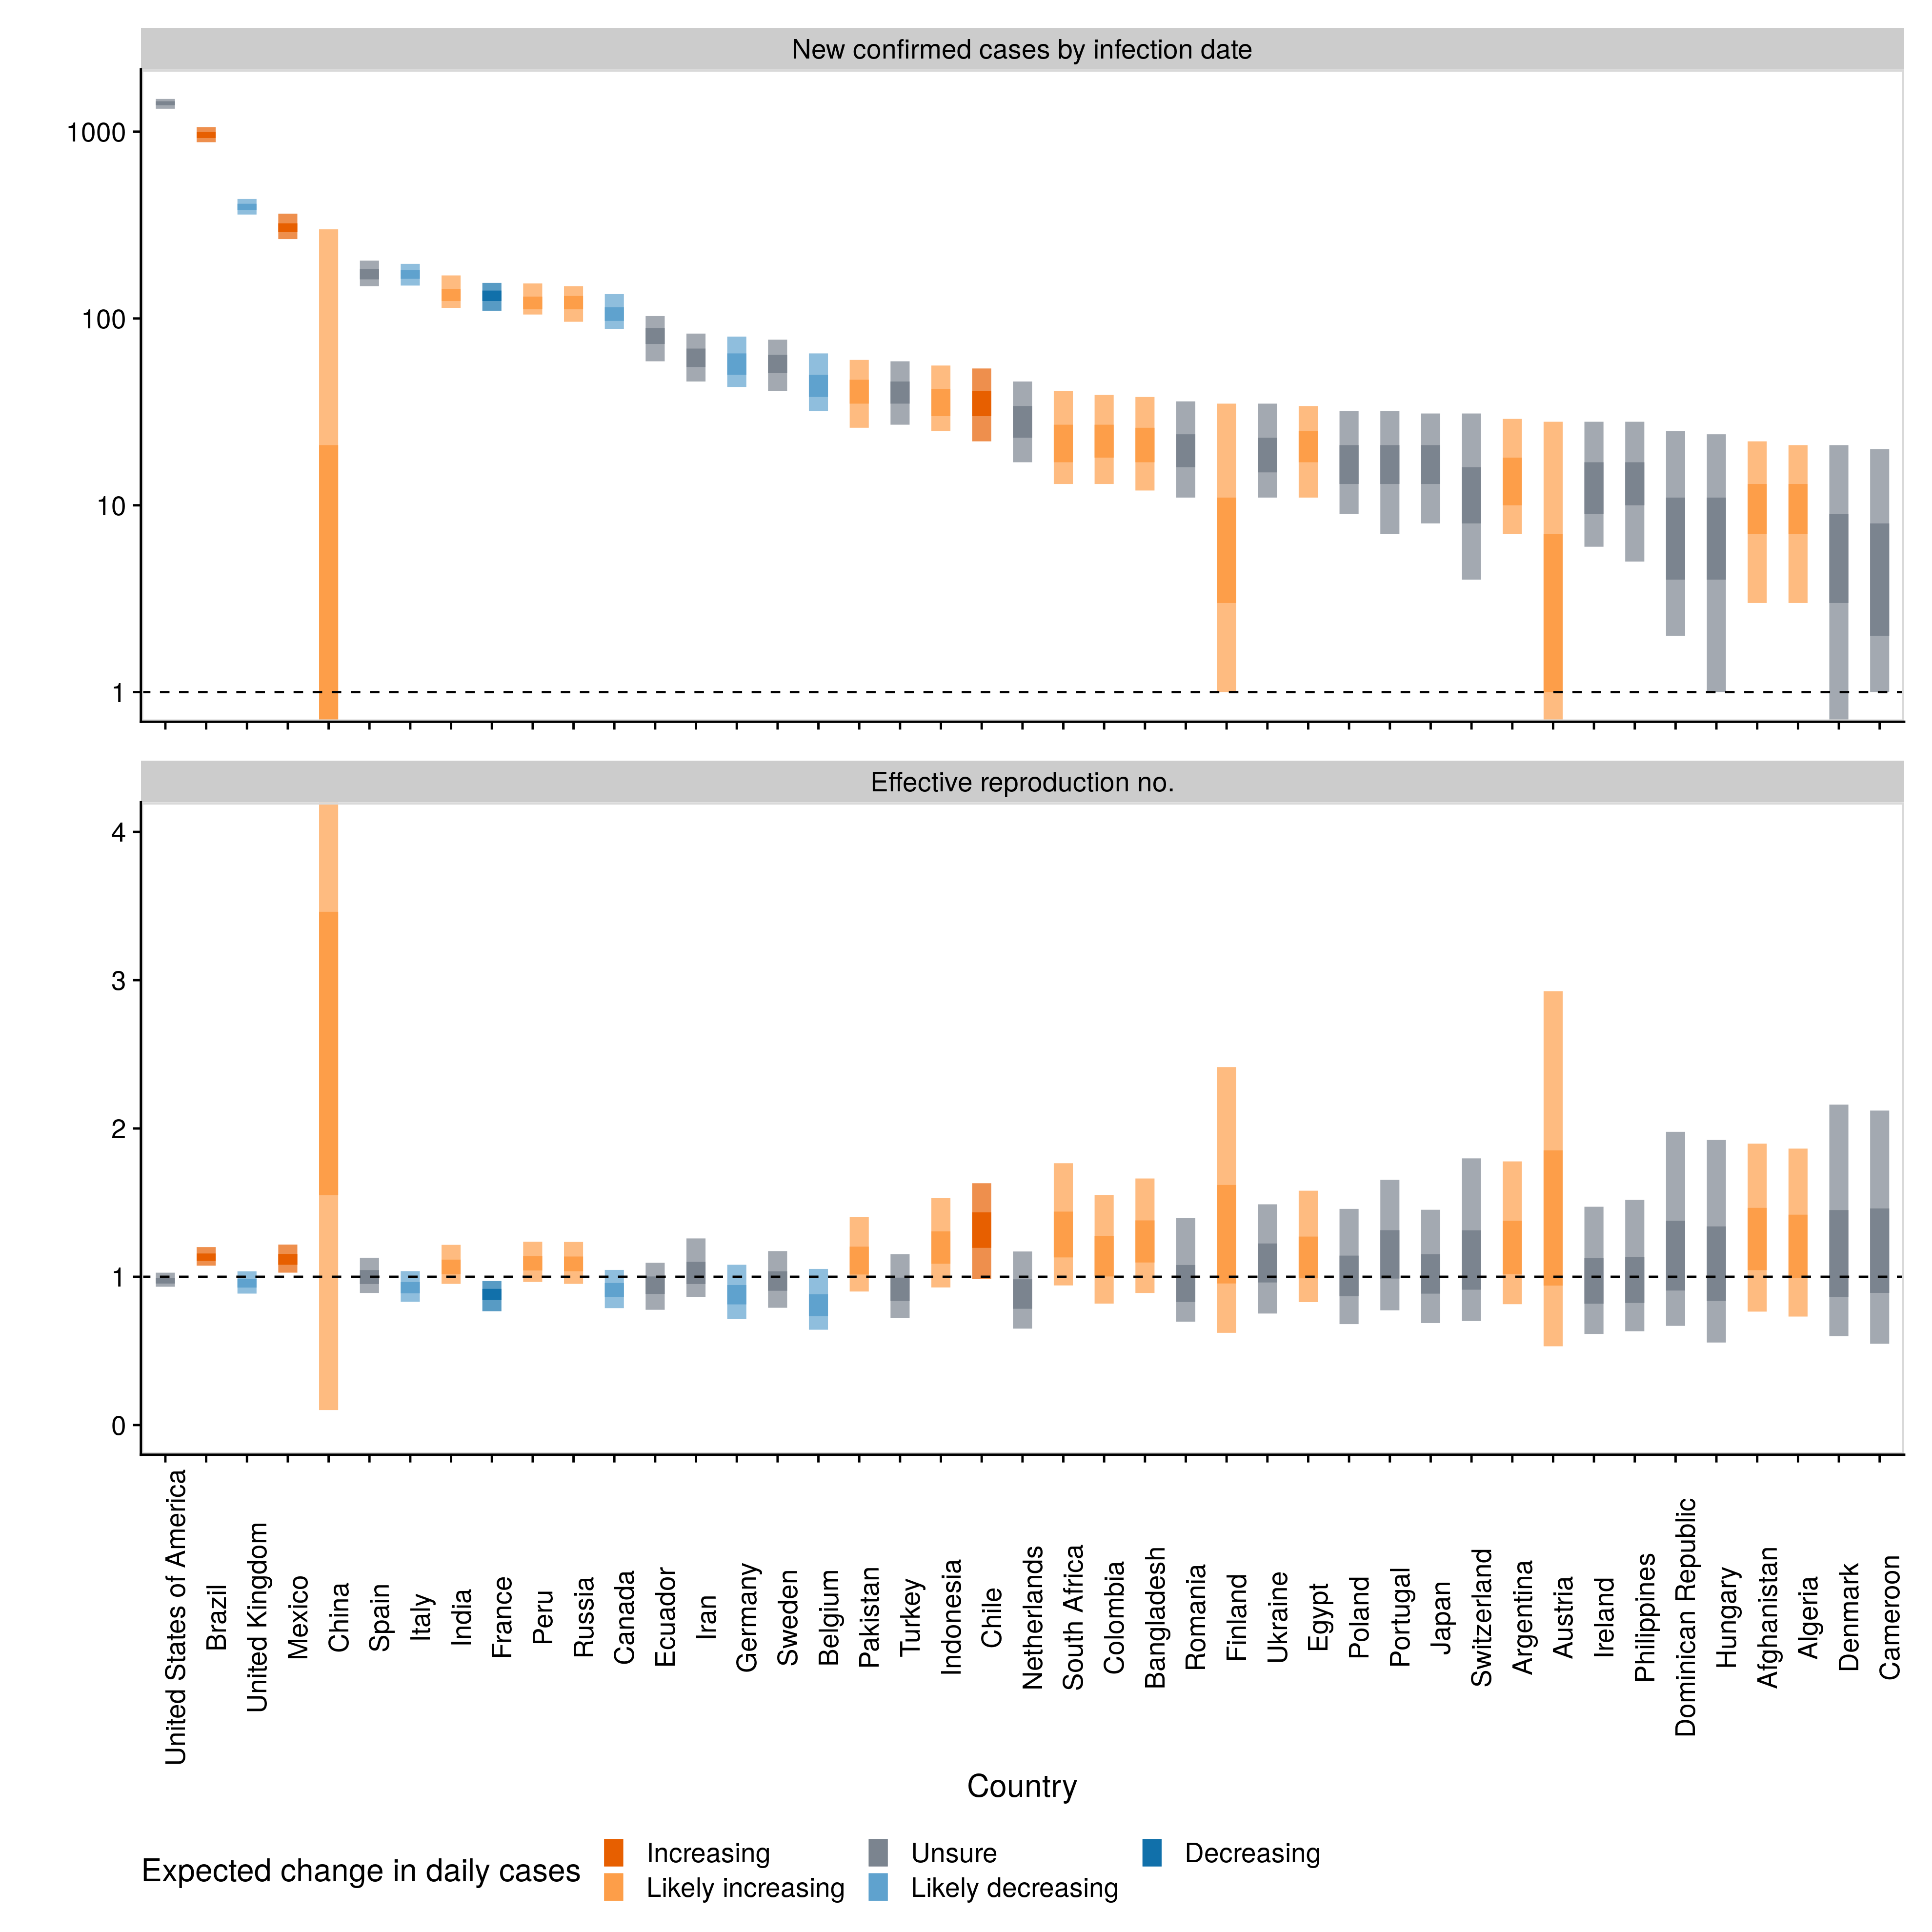 New confirmed cases by infection date
1000
100
10
1
Effective reproduction no.
4
3
2
1
0
United States of America
Brazil
United Kingdom
Mexico
China
Spain
Italy
India
France
Peru
Russia
Canada
Ecuador
Iran
Germany
Sweden
Belgium
Pakistan
Turkey
Indonesia
Chile
Netherlands
South Africa
Colombia
Bangladesh
Romania
Finland
Ukraine
Egypt
Poland
Portugal
Japan
Switzerland
Argentina
Austria
Ireland
Philippines
Dominican Republic
Hungary
Afghanistan
Algeria
Denmark
Cameroon
Country
Expected change in daily cases
Increasing
Likely increasing
Unsure
Likely decreasing
Decreasing